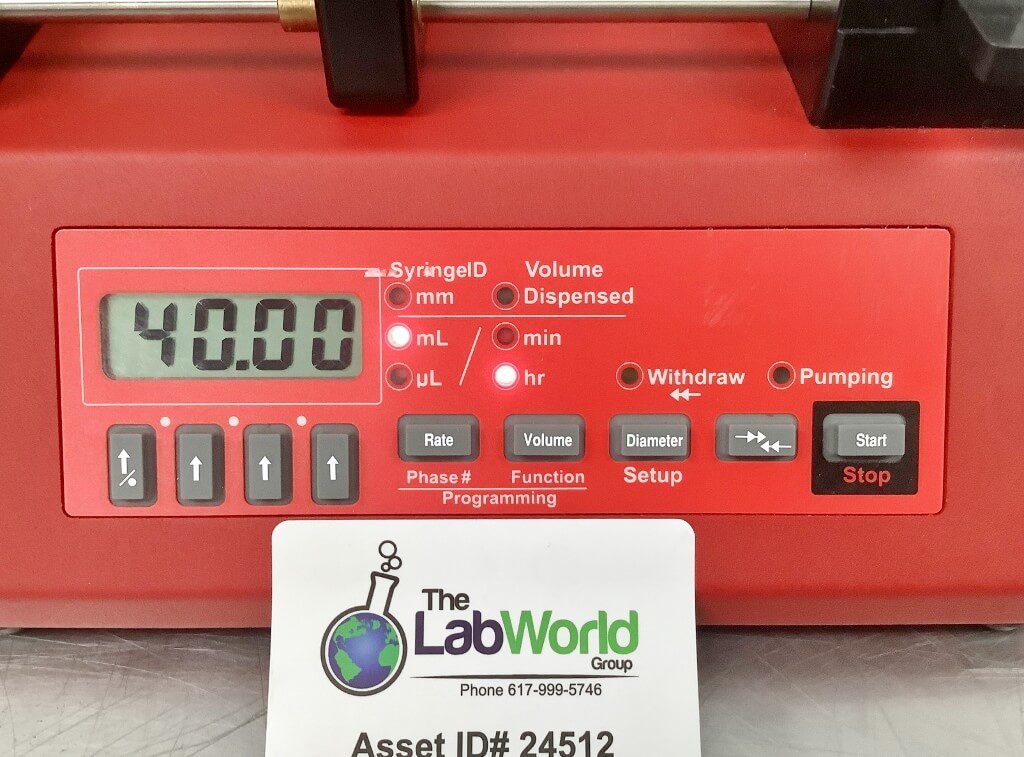 SyringeID Volume
mm Dispensed
40.00
mL / min
µL hr
Withdraw Pumping
Rate Volume Diameter Start
Phase # Function Setup Stop
Programming
The
LabWorld
Group
Phone 617-999-5746
Asset ID# 24512